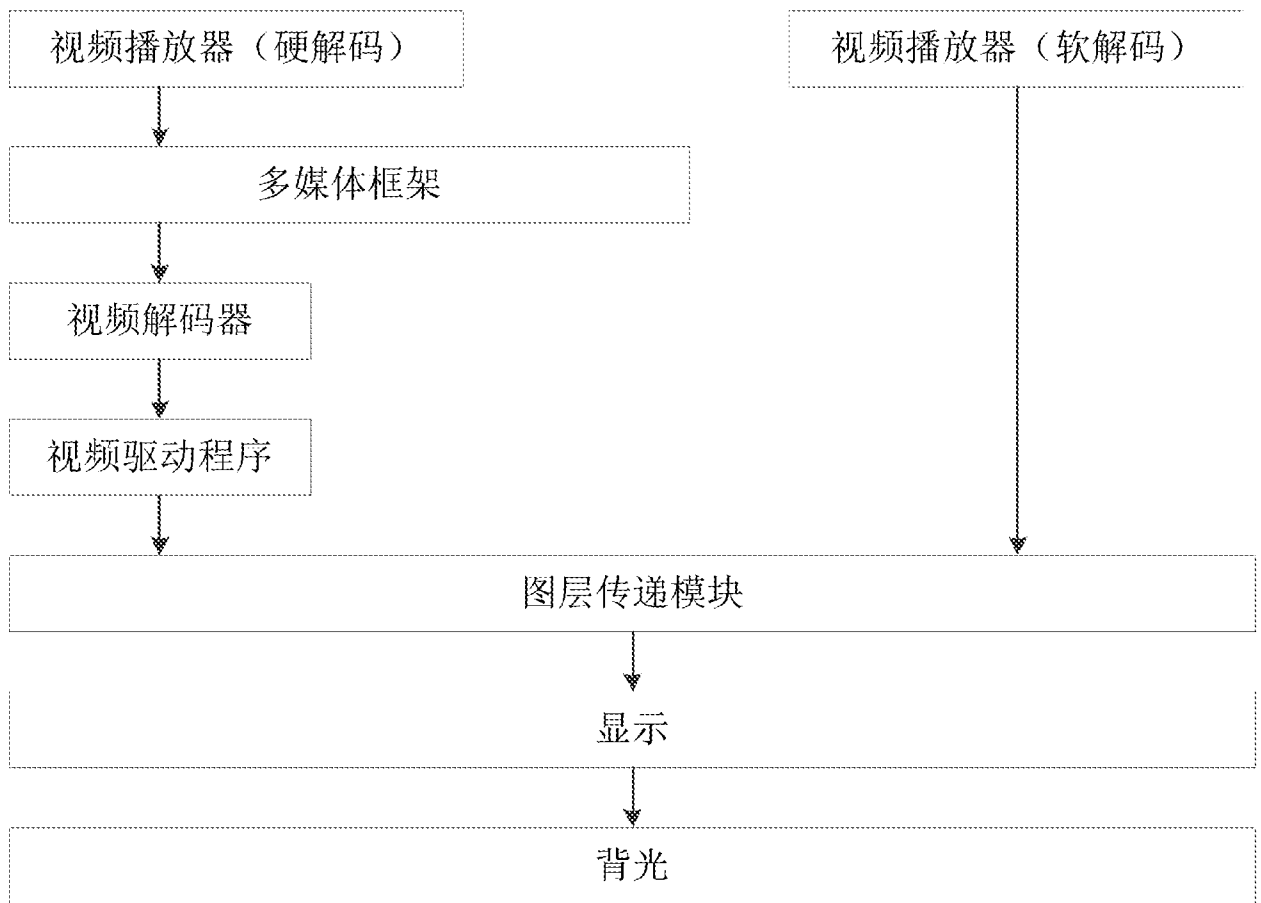 视频播放器（硬解码）
视频播放器（软解码）
多媒体框架
视频解码器
视频驱动程序
图层传递模块
显示
背光